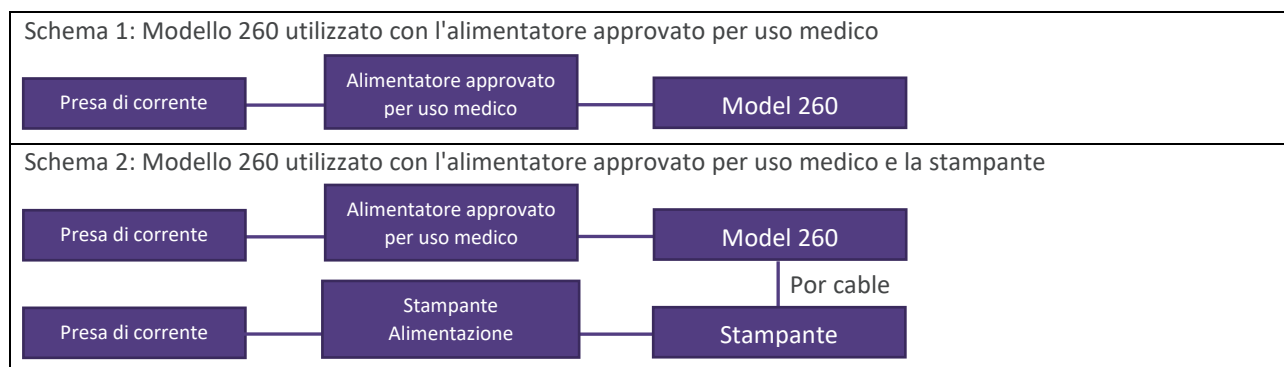 Schema 1: Modello 260 utilizzato con l'alimentatore approvato per uso medico
Presa di corrente
Alimentatore approvato
per uso medico
Model 260
Schema 2: Modello 260 utilizzato con l'alimentatore approvato per uso medico e la stampante
Presa di corrente
Alimentatore approvato
per uso medico
Model 260
Por cable
Presa di corrente
Stampante
Alimentazione
Stampante